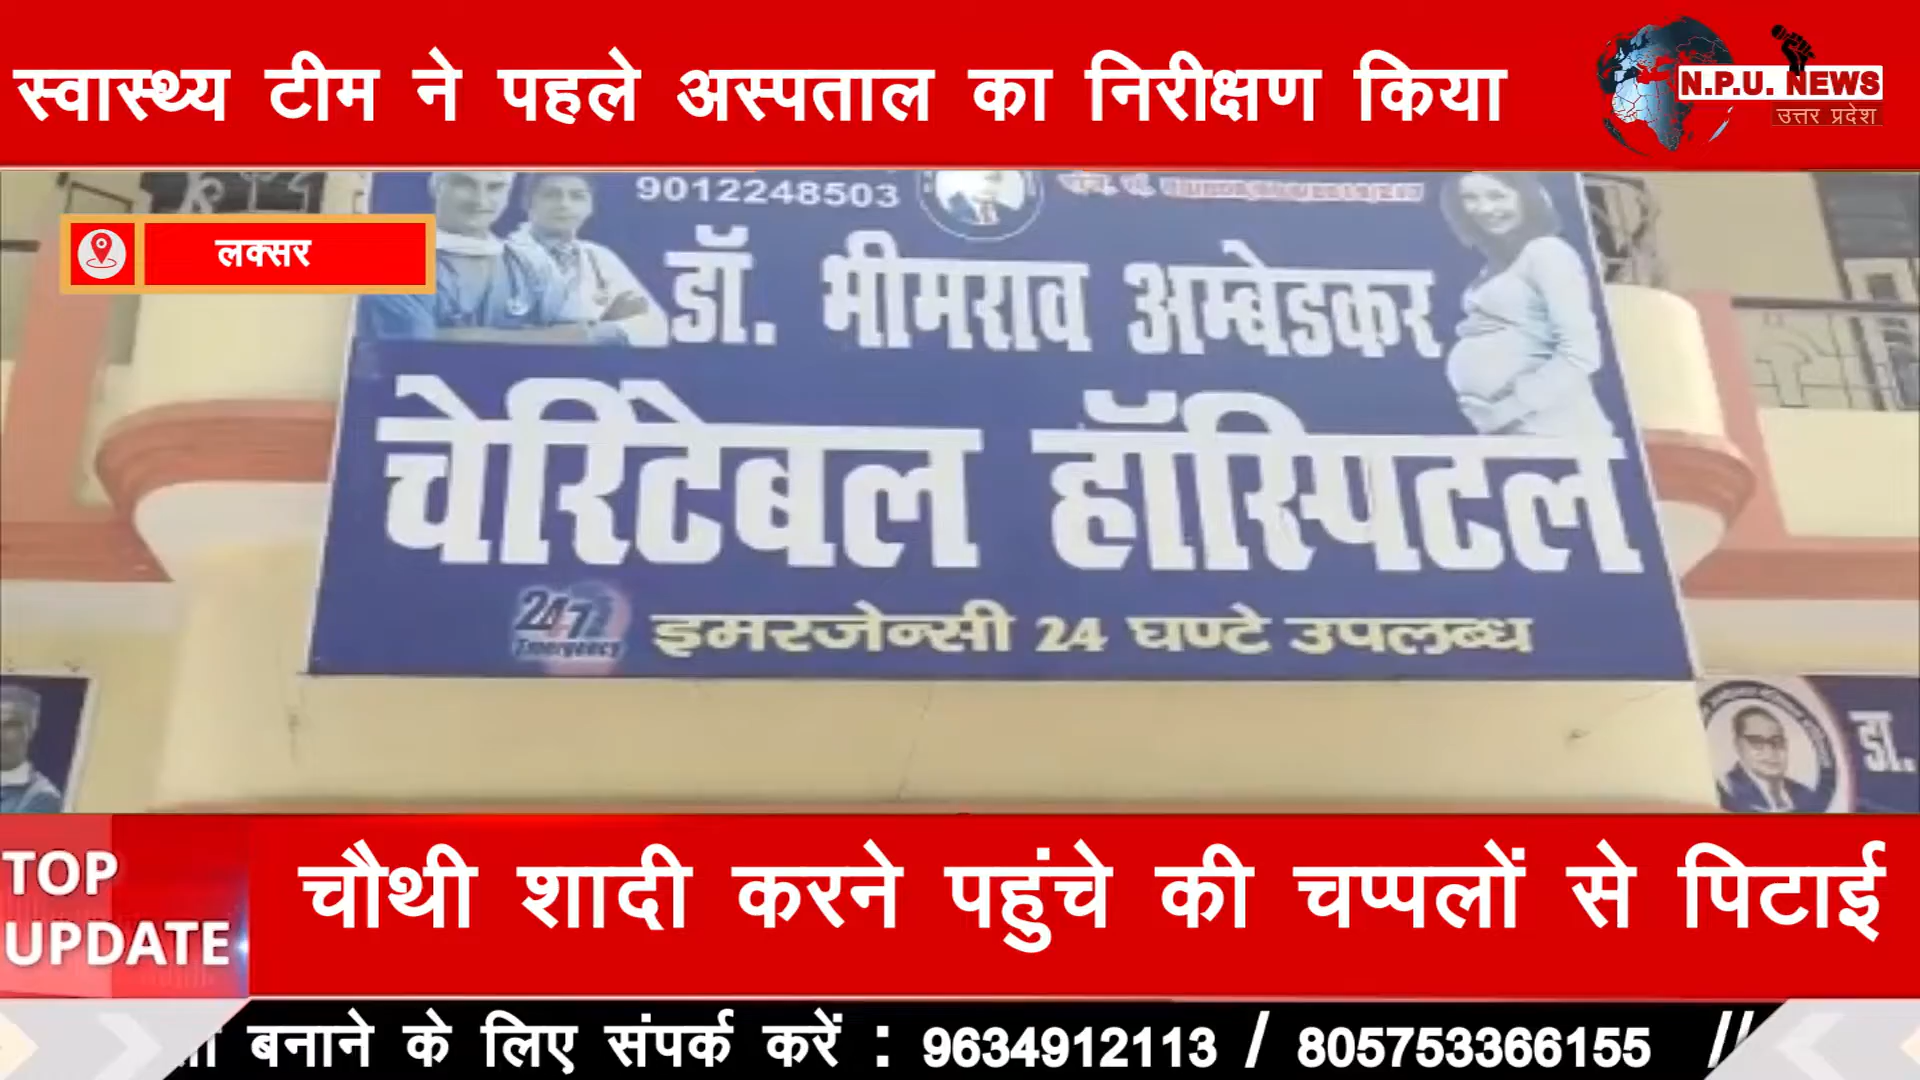 स्वास्थ्य टीम ने पहले अस्पताल का निरीक्षण किया
N.P.U. NEWS
उत्तर प्रदेश
लक्सर
9012248503
डॉ. भीमराव अम्बेडकर
चेरिटेबल हॉस्पिटल
24x7
Emergency
इमरजेन्सी 24 घण्टे उपलब्ध
डा.
TOP
UPDATE
चौथी शादी करने पहुंचे की चप्पलों से पिटाई
बनाने के लिए संपर्क करें : 9634912113 / 805753366155 //